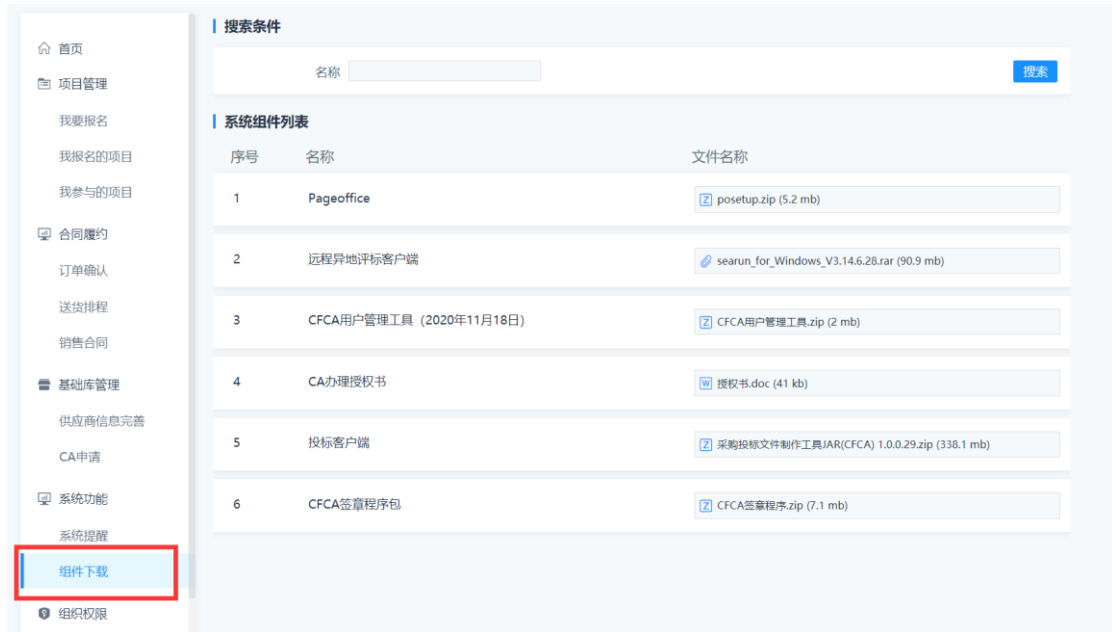 首页
项目管理
我要报名
我报名的项目
我参与的项目
合同履约
订单确认
送货排程
销售合同
基础库管理
供应商信息完善
CA申请
系统功能
系统提醒
组件下载
组织权限
搜索条件
名称
搜索
系统组件列表
序号 名称 文件名称
1 Pageoffice posetup.zip (5.2 mb)
2 远程异地评标客户端 searun_for_Windows_V3.14.6.28.rar (90.9 mb)
3 CFCA用户管理工具（2020年11月18日） CFCA用户管理工具.zip (2 mb)
4 CA办理授权书 授权书.doc (41 kb)
5 投标客户端 采购投标文件制作工具JAR(CFCA) 1.0.0.29.zip (338.1 mb)
6 CFCA签章程序包 CFCA签章程序.zip (7.1 mb)